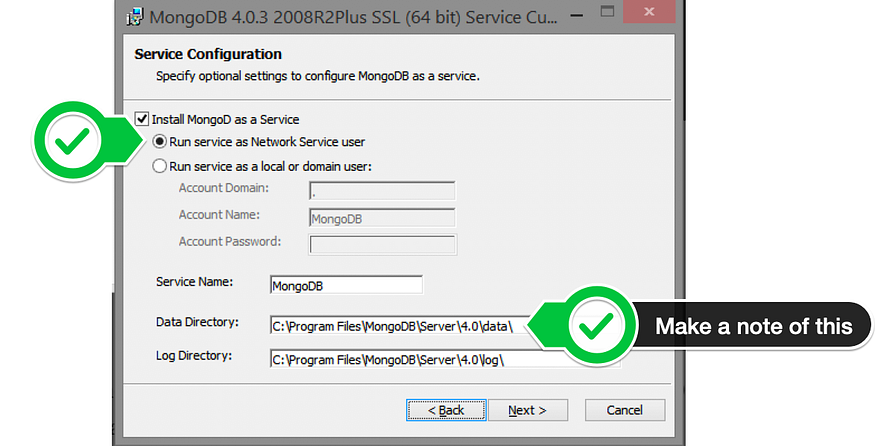 MongoDB 4.0.3 2008R2Plus SSL (64 bit) Service Cu...
Service Configuration
Specify optional settings to configure MongoDB as a service.
Install MongoD as a Service
Run service as Network Service user
Run service as a local or domain user:
Account Domain:
.
Account Name:
MongoDB
Account Password:
Service Name:
MongoDB
Data Directory:
C:\Program Files\MongoDB\Server\4.0\data\
Make a note of this
Log Directory:
C:\Program Files\MongoDB\Server\4.0\log\
< Back
Next >
Cancel